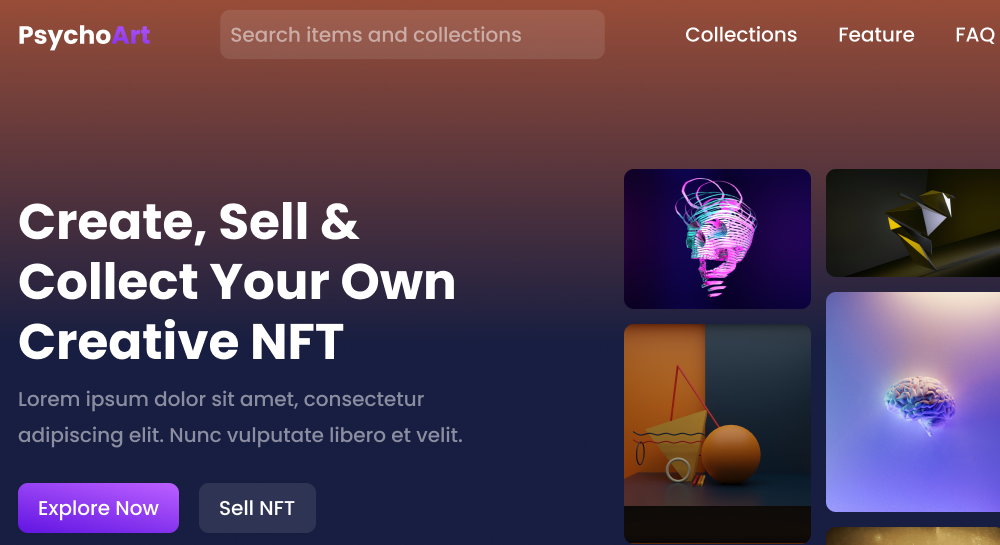 PsychoArt
Search items and collections
Collections
Feature
FAQ
Create, Sell &
Collect Your Own
Creative NFT
Lorem ipsum dolor sit amet, consectetur
adipiscing elit. Nunc vulputate libero et velit.
Explore Now
Sell NFT